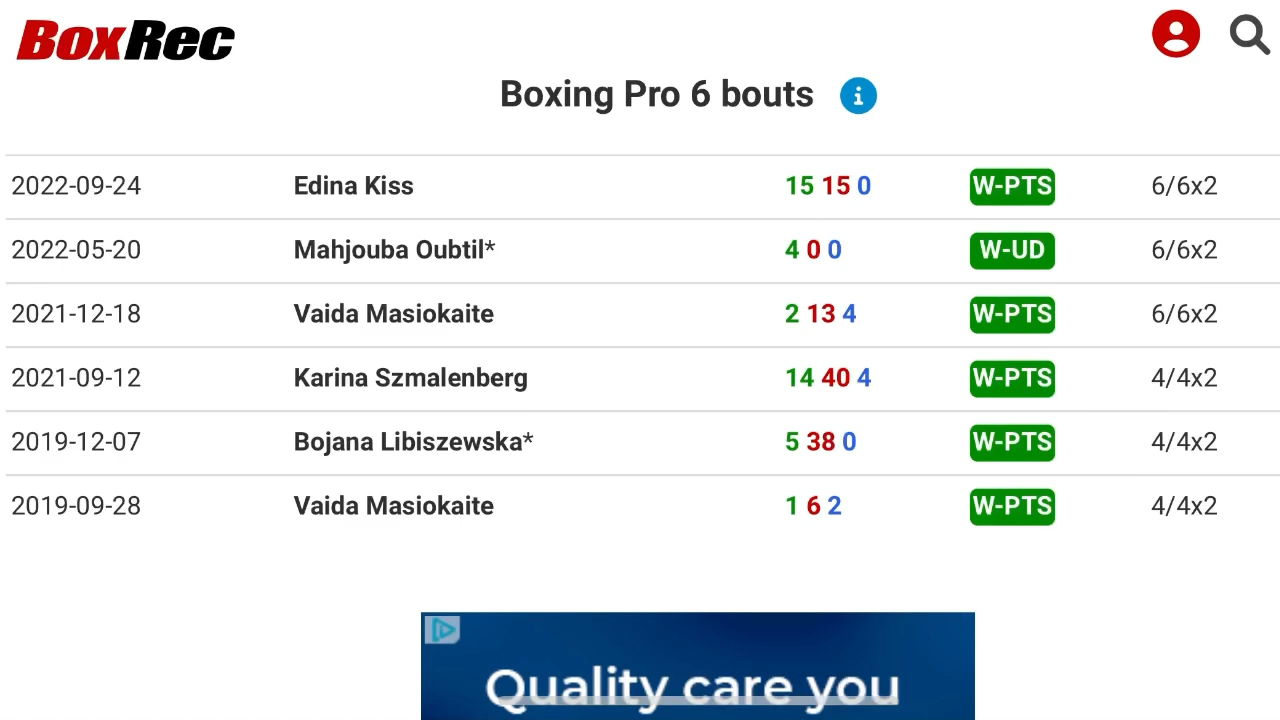 BoxRec
Boxing Pro 6 bouts
2022-09-24 Edina Kiss 15 15 0 W-PTS 6/6x2
2022-05-20 Mahjouba Oubtil* 4 0 0 W-UD 6/6x2
2021-12-18 Vaida Masiokaite 2 13 4 W-PTS 6/6x2
2021-09-12 Karina Szmalenberg 14 40 4 W-PTS 4/4x2
2019-12-07 Bojana Libiszewska* 5 38 0 W-PTS 4/4x2
2019-09-28 Vaida Masiokaite 1 6 2 W-PTS 4/4x2
Quality care you